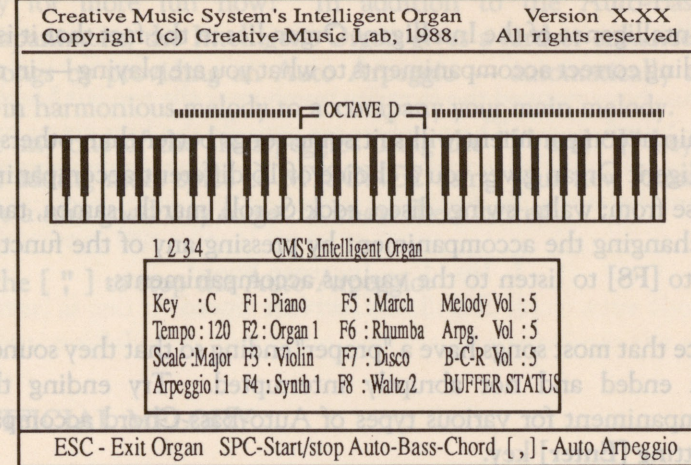 Creative Music System's Intelligent Organ Version XX.XX
Copyright (c) Creative Music Lab, 1988. All rights reserved
OCTAVE D
1 2 3 4 CMS's Intelligent Organ
Key : C F1 : Piano F5 : March Melody Vol : 5
Tempo : 120 F2 : Organ 1 F6 : Rhumba Arpg. Vol : 5
Scale :Major F3 : Violin F7 : Disco B-C-R Vol : 5
Arpeggio : 1 F4 : Synth 1 F8 : Waltz 2 BUFFER STATUS
ESC - Exit Organ SPC-Start/stop Auto-Bass-Chord [ , ] - Auto Arpeggio